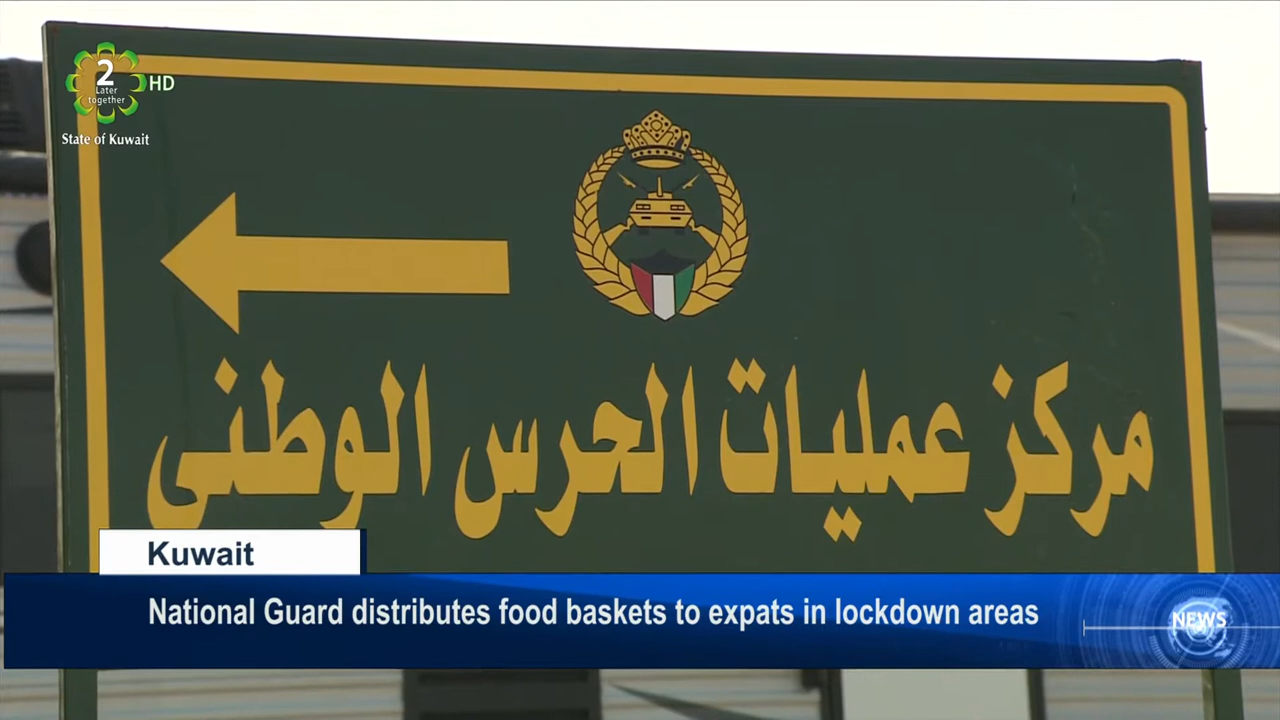 2
Later
together
HD
State of Kuwait
مركز عمليات الحرس الوطنى
Kuwait
National Guard distributes food baskets to expats in lockdown areas
NEWS